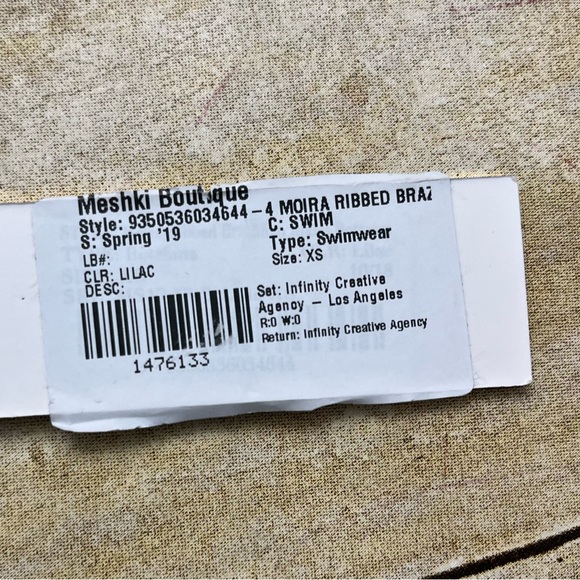 Meshki Boutique
Style: 9350536034644-4 MOIRA RIBBED BRAZ
S: Spring '19
C: SWIM
LB#:
Type: Swimwear
CLR: LILAC
Size: XS
DESC:
Set: Infinity Creative
Agency – Los Angeles
R:0 W:0
Return: Infinity Creative Agency
1476133